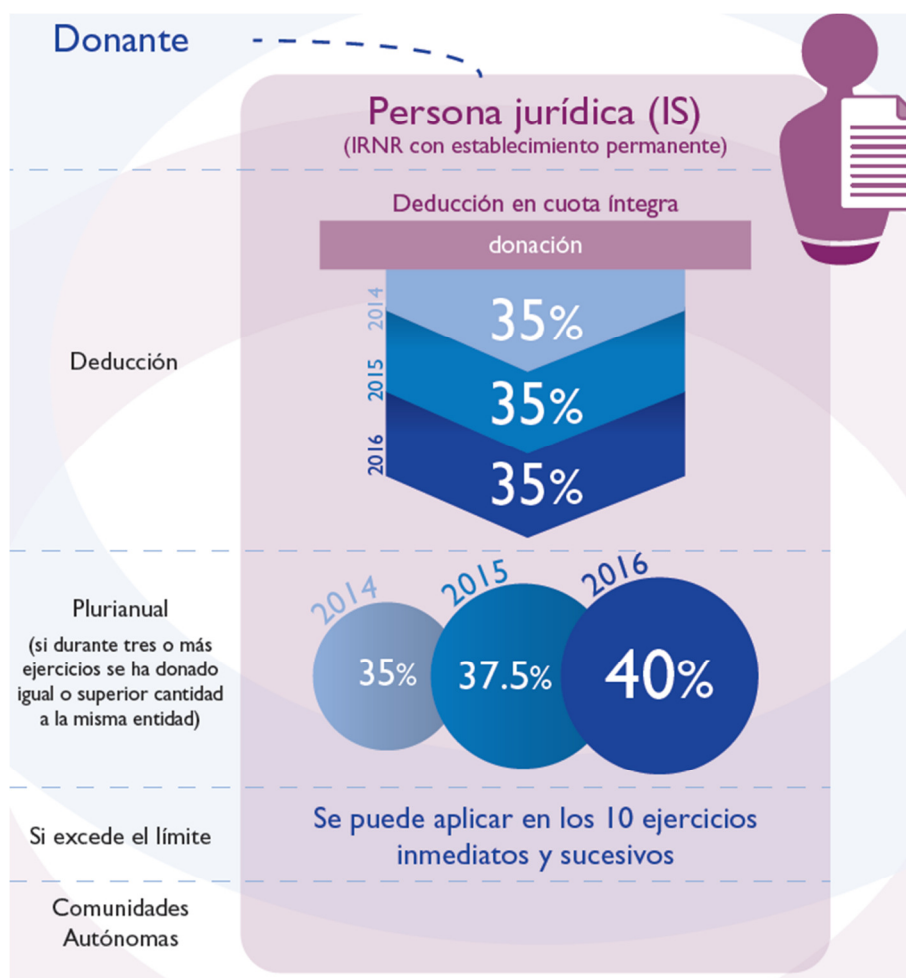 Donante
Persona jurídica (IS)
(IRNR con establecimiento permanente)
Deducción en cuota íntegra
donación
Deducción
2014
35%
2015
35%
2016
35%
Plurianual
(si durante tres o más
ejercicios se ha donado
igual o superior cantidad
a la misma entidad)
2014
35%
2015
37.5%
2016
40%
Si excede el límite
Se puede aplicar en los 10 ejercicios
inmediatos y sucesivos
Comunidades
Autónomas